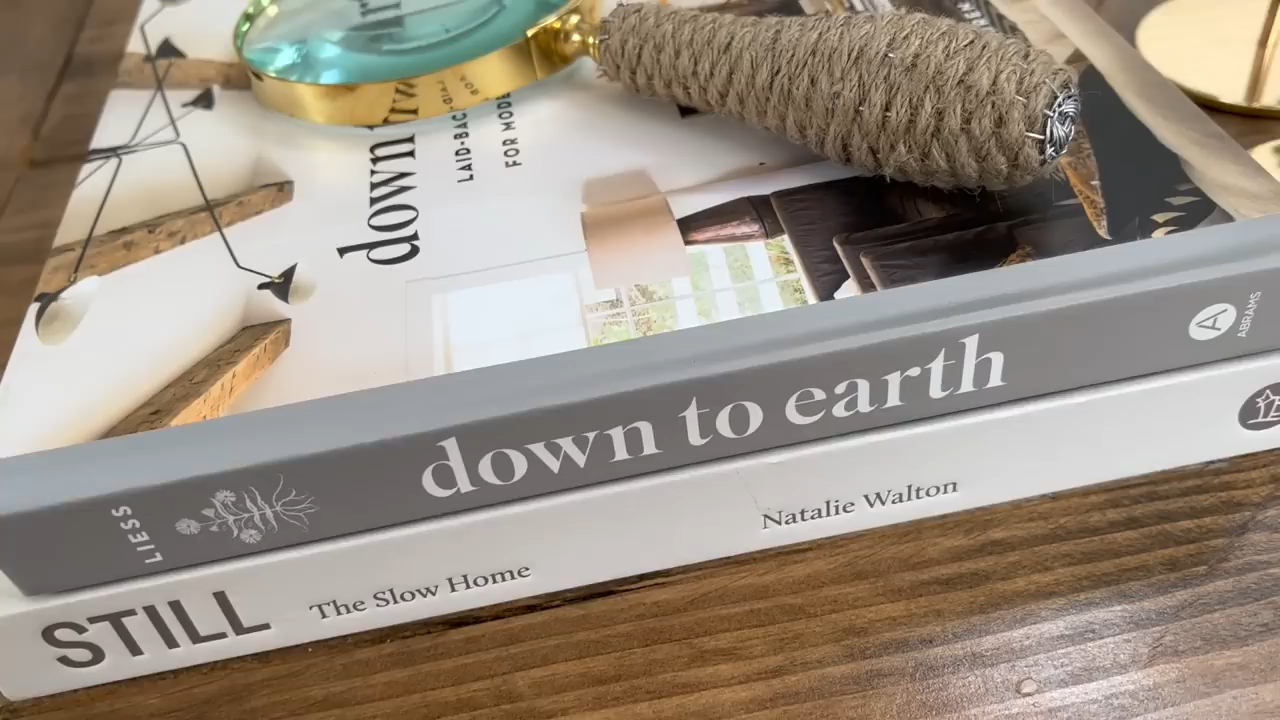 down
LAID-BAC
FOR MODE
LIESS
down to earth
ABRAMS
STILL
The Slow Home
Natalie Walton